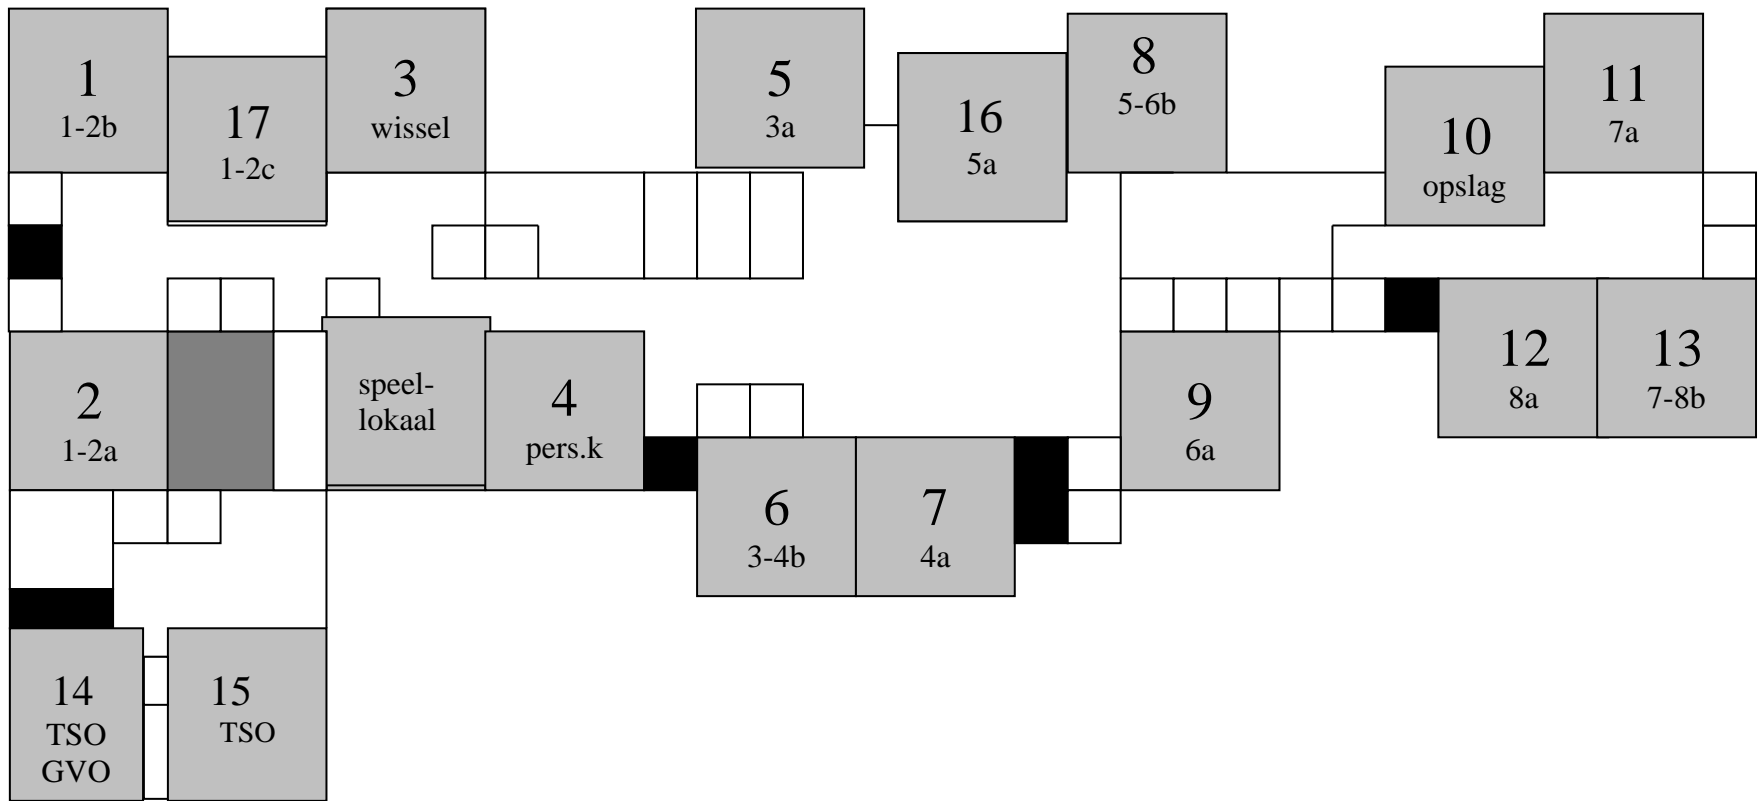 1
1-2b
17
1-2c
3
wissel
5
3a
16
5a
8
5-6b
10
opslag
11
7a
2
1-2a
speel-
lokaal
4
pers.k
6
3-4b
7
4a
9
6a
12
8a
13
7-8b
14
TSO
GVO
15
TSO